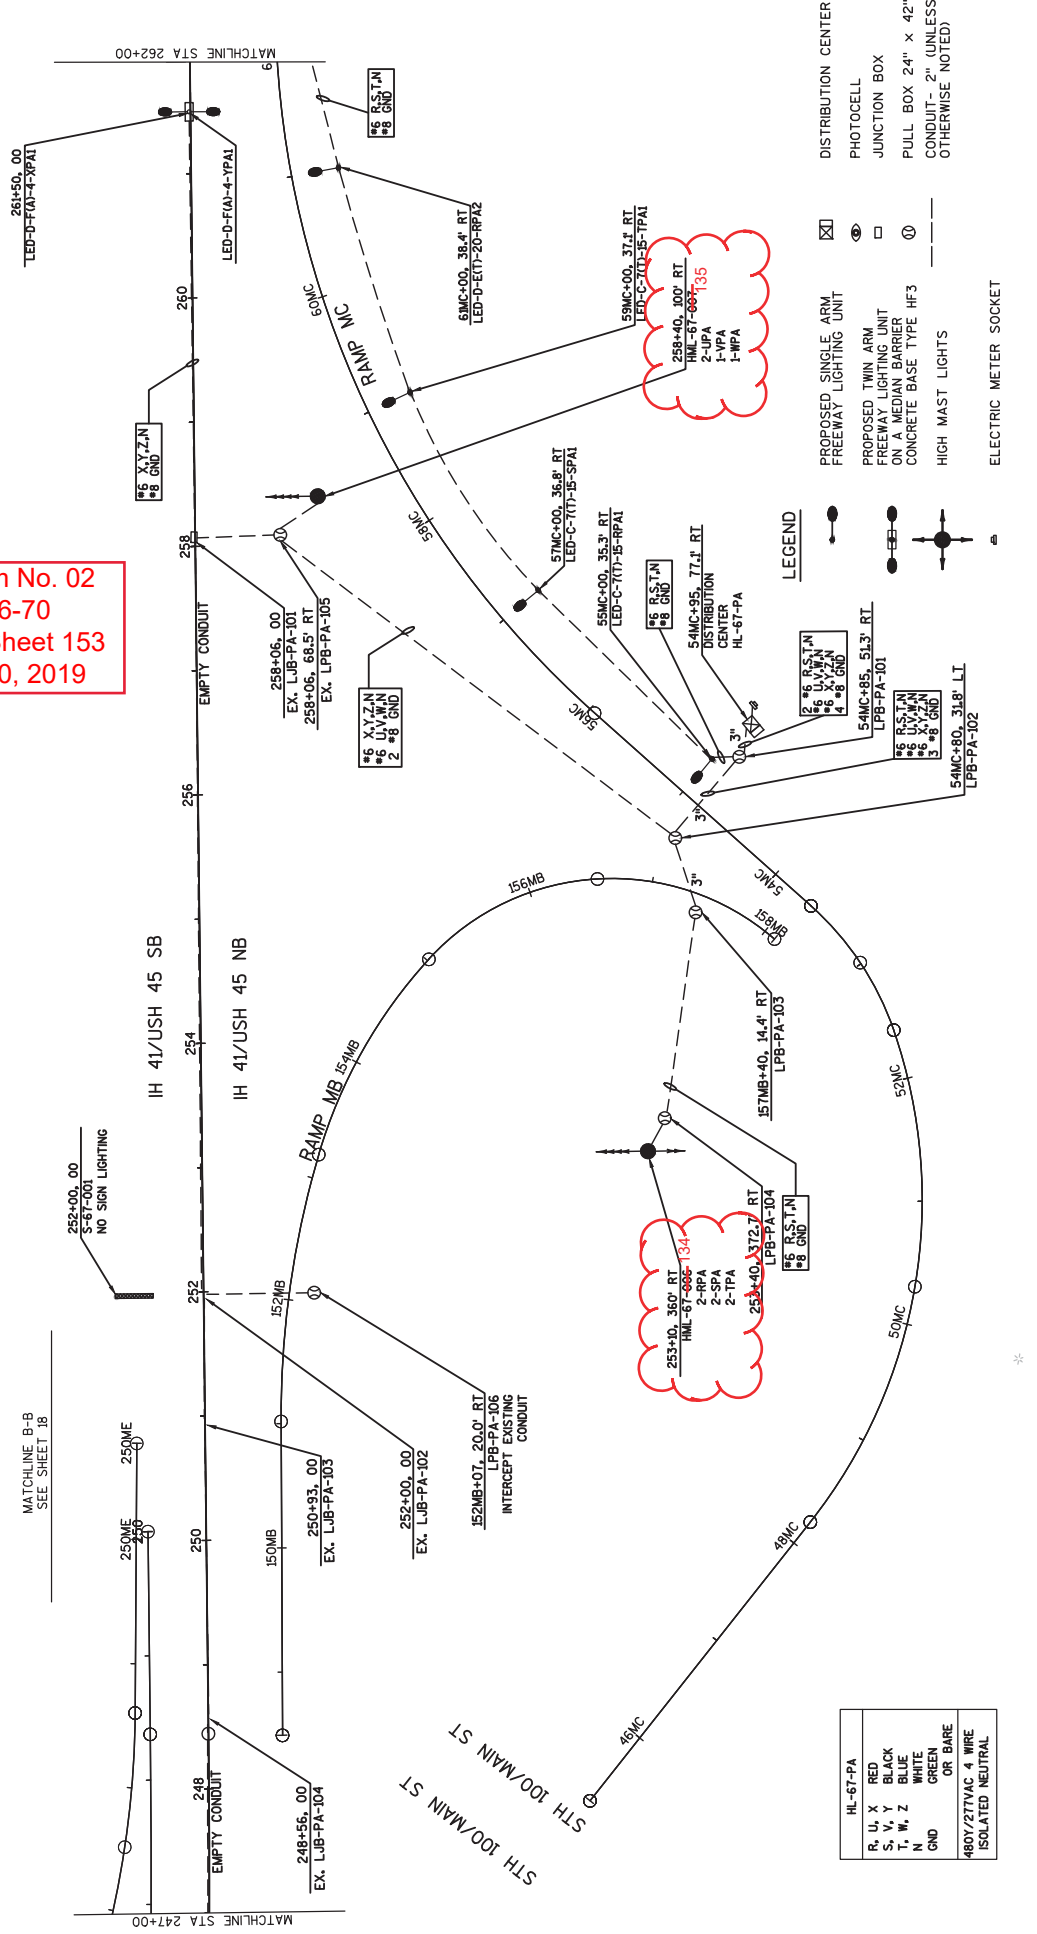 MATCHLINE STA 262+00
261+50, 00
LED-D-F(A)-4-XPA1
LED-D-F(A)-4-YPA1
260
#6 X,Y,Z,N
#8 GND
#6 R,S,T,N
#8 GND
60MC
RAMP MC
61MC+00, 38.4' RT
LED-D-E(T)-20-RPA2
59MC+00, 37.1' RT
LED-C-7(T)-15-TPA1
258+40, 100' RT
HML-67-007
135
2-UPA
1-VPA
1-WPA
58MC
57MC+00, 36.8' RT
LED-C-7(T)-15-SPA1
55MC+00, 35.3' RT
LED-C-7(T)-15-RPA1
#6 R,S,T,N
#8 GND
54MC+95, 77.1' RT
DISTRIBUTION
CENTER
HL-67-PA
2 #6 R,S,T,N
#6 U,V,W,N
#6 X,Y,Z,N
4 #8 GND
54MC+85, 51.3' RT
LPB-PA-101
#6 R,S,T,N
#6 U,V,W,N
#6 X,Y,Z,N
3 #8 GND
54MC+80, 31.8' LT
LPB-PA-102
3"
3"
3"
258
EMPTY CONDUIT
258+06, 00
EX. LJB-PA-101
258+06, 68.5' RT
EX. LPB-PA-105
#6 X,Y,Z,N
#6 U,V,W,N
2 #8 GND
No. 02
6-70
Sheet 153
0, 2019
56MC
256
IH 41/USH 45 SB
IH 41/USH 45 NB
254
156MB
158MB
54MC
154MB
RAMP MB
157MB+40, 14.4' RT
LPB-PA-103
52MC
252+00, 00
S-67-001
NO SIGN LIGHTING
252
152MB
253+40, 372.7' RT
LPB-PA-104
#6 R,S,T,N
#8 GND
253+10, 360' RT
HML-67-006
134
2-RPA
2-SPA
2-TPA
50MC
152MB+07, 20.0' RT
LPB-PA-106
INTERCEPT EXISTING
CONDUIT
252+00, 00
EX. LJB-PA-102
250+93, 00
EX. LJB-PA-103
MATCHLINE B-B
SEE SHEET 18
250ME
250ME
250
250
150MB
48MC
46MC
STH 100/MAIN ST
STH 100/MAIN ST
248
EMPTY CONDUIT
248+56, 00
EX. LJB-PA-104
MATCHLINE STA 247+00
LEGEND
PROPOSED SINGLE ARM
FREEWAY LIGHTING UNIT
PROPOSED TWIN ARM
FREEWAY LIGHTING UNIT
ON A MEDIAN BARRIER
CONCRETE BASE TYPE HF3
HIGH MAST LIGHTS
ELECTRIC METER SOCKET
DISTRIBUTION CENTER
PHOTOCELL
JUNCTION BOX
PULL BOX 24" x 42"
CONDUIT- 2" (UNLESS
OTHERWISE NOTED)
HL-67-PA
R, U, X RED
S, V, Y BLACK
T, W, Z BLUE
N WHITE
GND GREEN
OR BARE
480Y/277VAC 4 WIRE
ISOLATED NEUTRAL